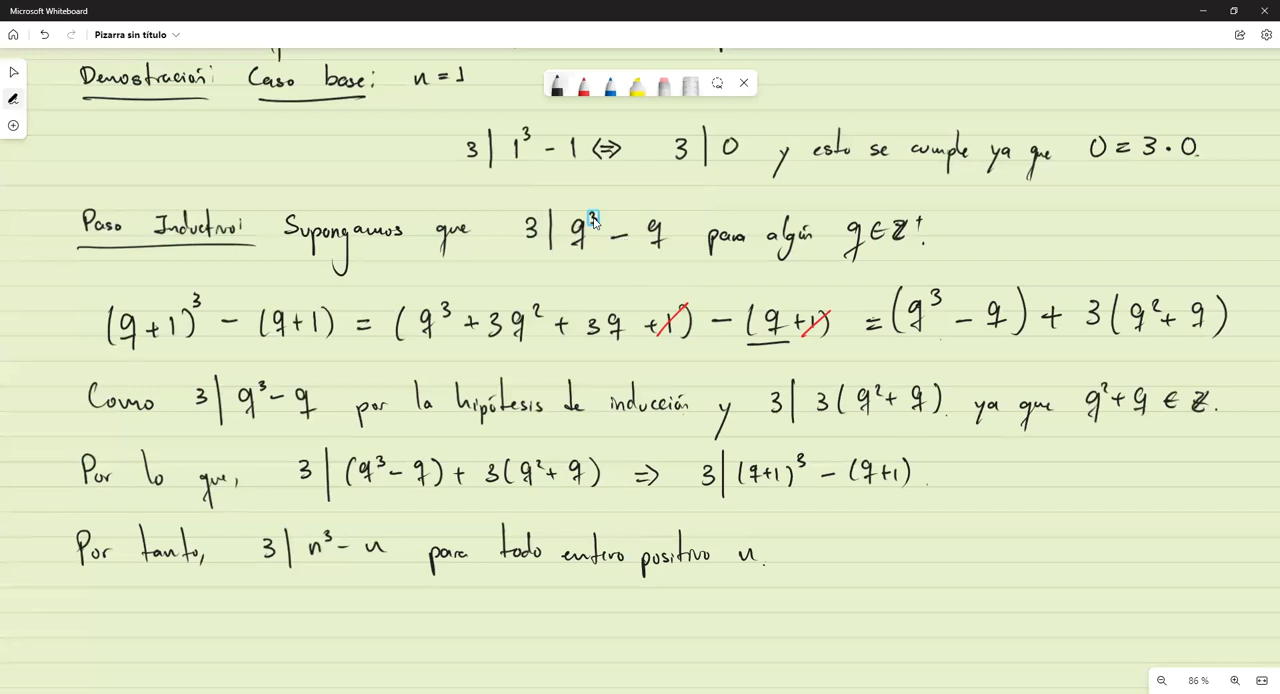 Microsoft Whiteboard
Pizarra sin título
Demostración: Caso base: n = 1
3 | 1³ - 1 ⇔ 3 | 0 y esto se cumple ya que 0 = 3 · 0.
Paso Inductivo: Supongamos que 3 | q³ - q para algún q ∈ ℤ⁺.
(q+1)³ - (q+1) = (q³ + 3q² + 3q + 1) - (q + 1) = (q³ - q) + 3(q² + q)
Como 3 | q³ - q por la hipótesis de inducción y 3 | 3(q² + q). ya que q² + q ∈ ℤ.
Por lo que, 3 | (q³ - q) + 3(q² + q) ⇒ 3 | (q+1)³ - (q+1).
Por tanto, 3 | n³ - n para todo entero positivo n.
86 %